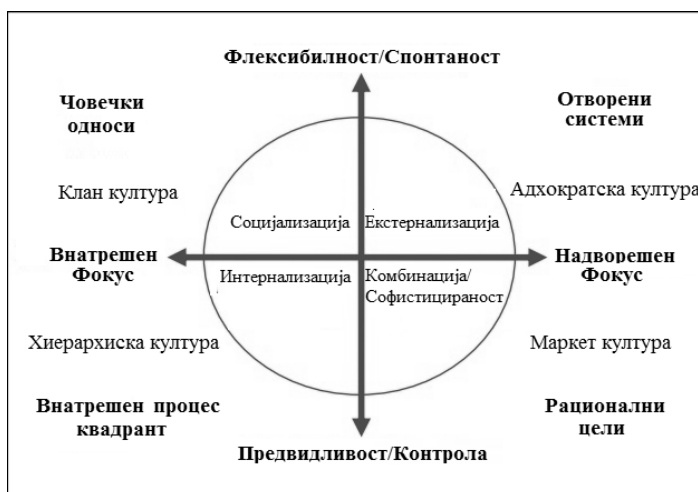 Флексибилност/Спонтаност
Човечки
односи
Отворени
системи
Клан култура
Адхократска култура
Социјализација
Екстернализација
Внатрешен
Фокус
Надворешен
Фокус
Интернализација
Комбинација/
Софистицираност
Хиерархиска култура
Маркет култура
Внатрешен процес
квадрант
Рационални
цели
Предвидливост/Контрола